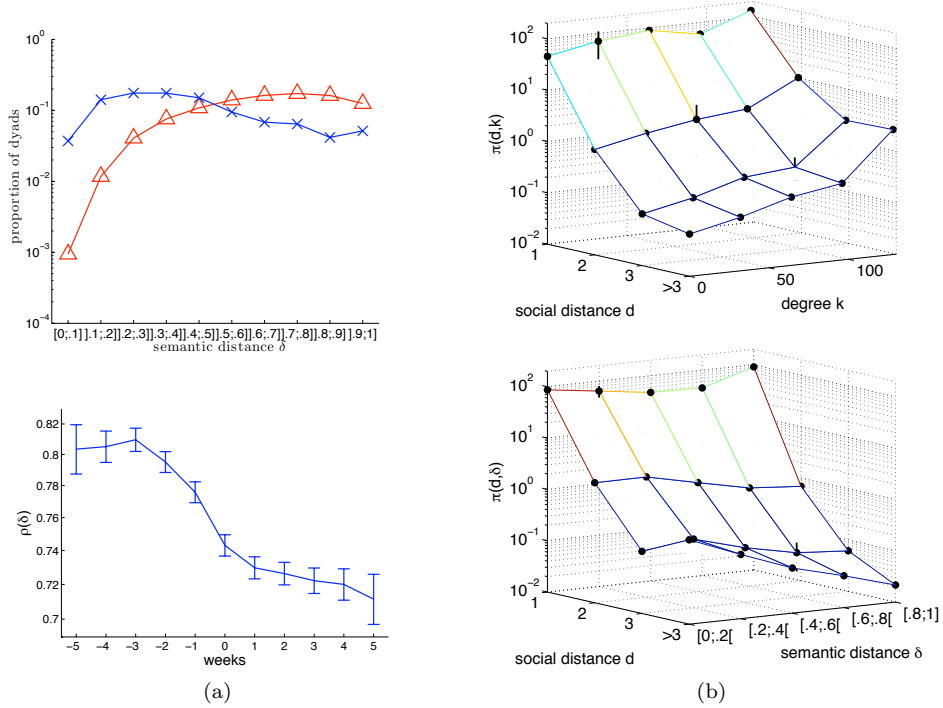 10^0
10^-1
10^-2
10^-3
10^-4
proportion of dyads
[0;.1] ].1;.2] ].2;.3] ].3;.4] ].4;.5] ].5;.6] ].6;.7] ].7;.8] ].8;.9] ].9;1]
semantic distance δ
0.82
0.8
0.78
0.76
0.74
0.72
0.7
ρ(δ)
-5 -4 -3 -2 -1 0 1 2 3 4 5
weeks
(a)
10^2
10^1
10^0
10^-1
10^-2
π(d,k)
1 2 3 >3
social distance d
0 50 100
degree k
10^2
10^1
10^0
10^-1
10^-2
π(d,δ)
1 2 3 >3
social distance d
[0;.2[ [.2;.4[ [.4;.6[ [.6;.8[ [.8;1]
semantic distance δ
(b)